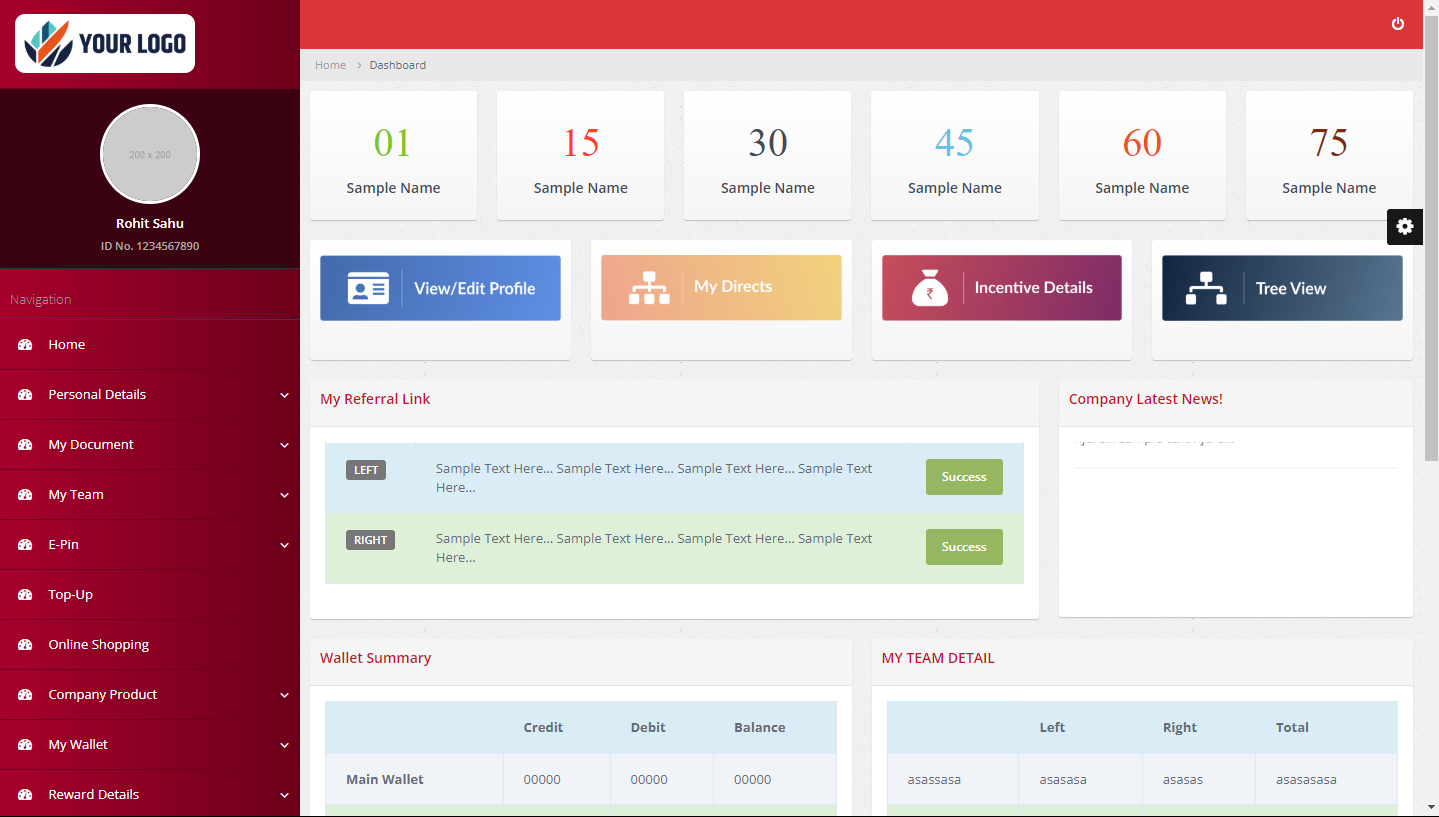 YOUR LOGO
200 x 200
Rohit Sahu
ID No. 1234567890
Navigation
Home
Personal Details
My Document
My Team
E-Pin
Top-Up
Online Shopping
Company Product
My Wallet
Reward Details
Home > Dashboard
01 15 30 45 60 75
Sample Name Sample Name Sample Name Sample Name Sample Name Sample Name
View/Edit Profile My Directs Incentive Details Tree View
My Referral Link
LEFT Sample Text Here... Sample Text Here... Sample Text Here... Sample Text Success
Here...
RIGHT Sample Text Here... Sample Text Here... Sample Text Here... Sample Text Success
Here...
Company Latest News!
Wallet Summary
Credit Debit Balance
Main Wallet 00000 00000 00000
MY TEAM DETAIL
Left Right Total
asassasa asasasa asasas asasasasa